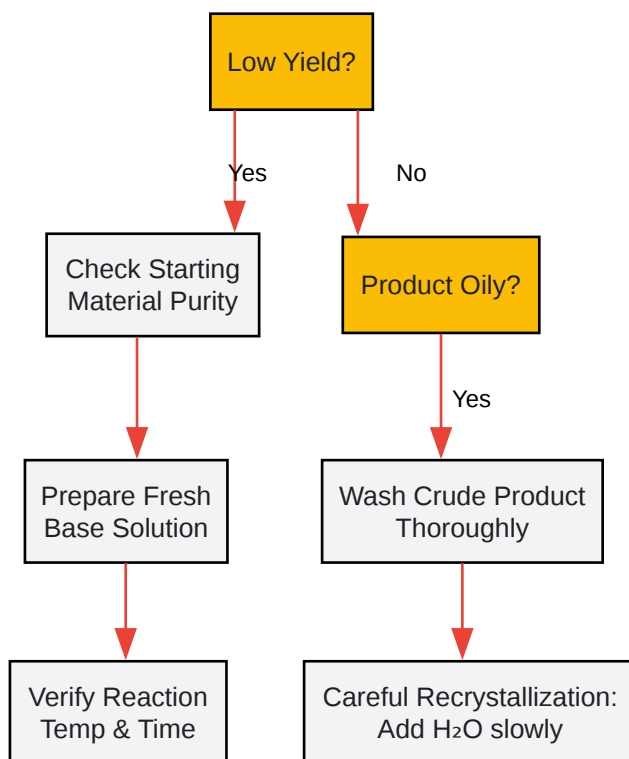 Low Yield?
Yes
No
Check Starting
Material Purity
Product Oily?
Yes
Prepare Fresh
Base Solution
Wash Crude Product
Thoroughly
Verify Reaction
Temp & Time
Careful Recrystallization:
Add H₂O slowly